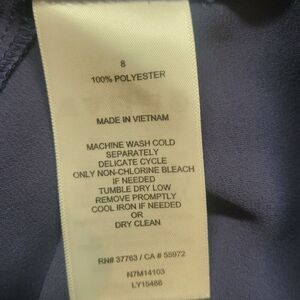 8
100% POLYESTER
MADE IN VIETNAM
MACHINE WASH COLD
SEPARATELY
DELICATE CYCLE
ONLY NON-CHLORINE BLEACH
IF NEEDED
TUMBLE DRY LOW
REMOVE PROMPTLY
COOL IRON IF NEEDED
OR
DRY CLEAN
RN# 37763 / CA # 55972
N7M14103
LY15486